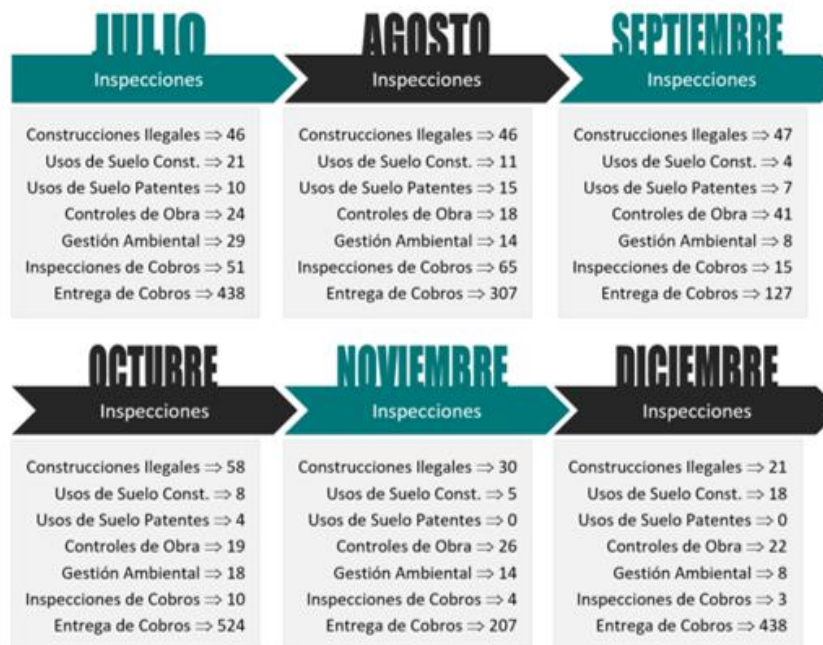 JULIO
Inspecciones
Construcciones Ilegales ⇒ 46
Usos de Suelo Const. ⇒ 21
Usos de Suelo Patentes ⇒ 10
Controles de Obra ⇒ 24
Gestión Ambiental ⇒ 29
Inspecciones de Cobros ⇒ 51
Entrega de Cobros ⇒ 438
AGOSTO
Inspecciones
Construcciones Ilegales ⇒ 46
Usos de Suelo Const. ⇒ 11
Usos de Suelo Patentes ⇒ 15
Controles de Obra ⇒ 18
Gestión Ambiental ⇒ 14
Inspecciones de Cobros ⇒ 65
Entrega de Cobros ⇒ 307
SEPTIEMBRE
Inspecciones
Construcciones Ilegales ⇒ 47
Usos de Suelo Const. ⇒ 4
Usos de Suelo Patentes ⇒ 7
Controles de Obra ⇒ 41
Gestión Ambiental ⇒ 8
Inspecciones de Cobros ⇒ 15
Entrega de Cobros ⇒ 127
OCTUBRE
Inspecciones
Construcciones Ilegales ⇒ 58
Usos de Suelo Const. ⇒ 8
Usos de Suelo Patentes ⇒ 4
Controles de Obra ⇒ 19
Gestión Ambiental ⇒ 18
Inspecciones de Cobros ⇒ 10
Entrega de Cobros ⇒ 524
NOVIEMBRE
Inspecciones
Construcciones Ilegales ⇒ 30
Usos de Suelo Const. ⇒ 5
Usos de Suelo Patentes ⇒ 0
Controles de Obra ⇒ 26
Gestión Ambiental ⇒ 14
Inspecciones de Cobros ⇒ 4
Entrega de Cobros ⇒ 207
DICIEMBRE
Inspecciones
Construcciones Ilegales ⇒ 21
Usos de Suelo Const. ⇒ 18
Usos de Suelo Patentes ⇒ 0
Controles de Obra ⇒ 22
Gestión Ambiental ⇒ 8
Inspecciones de Cobros ⇒ 3
Entrega de Cobros ⇒ 438